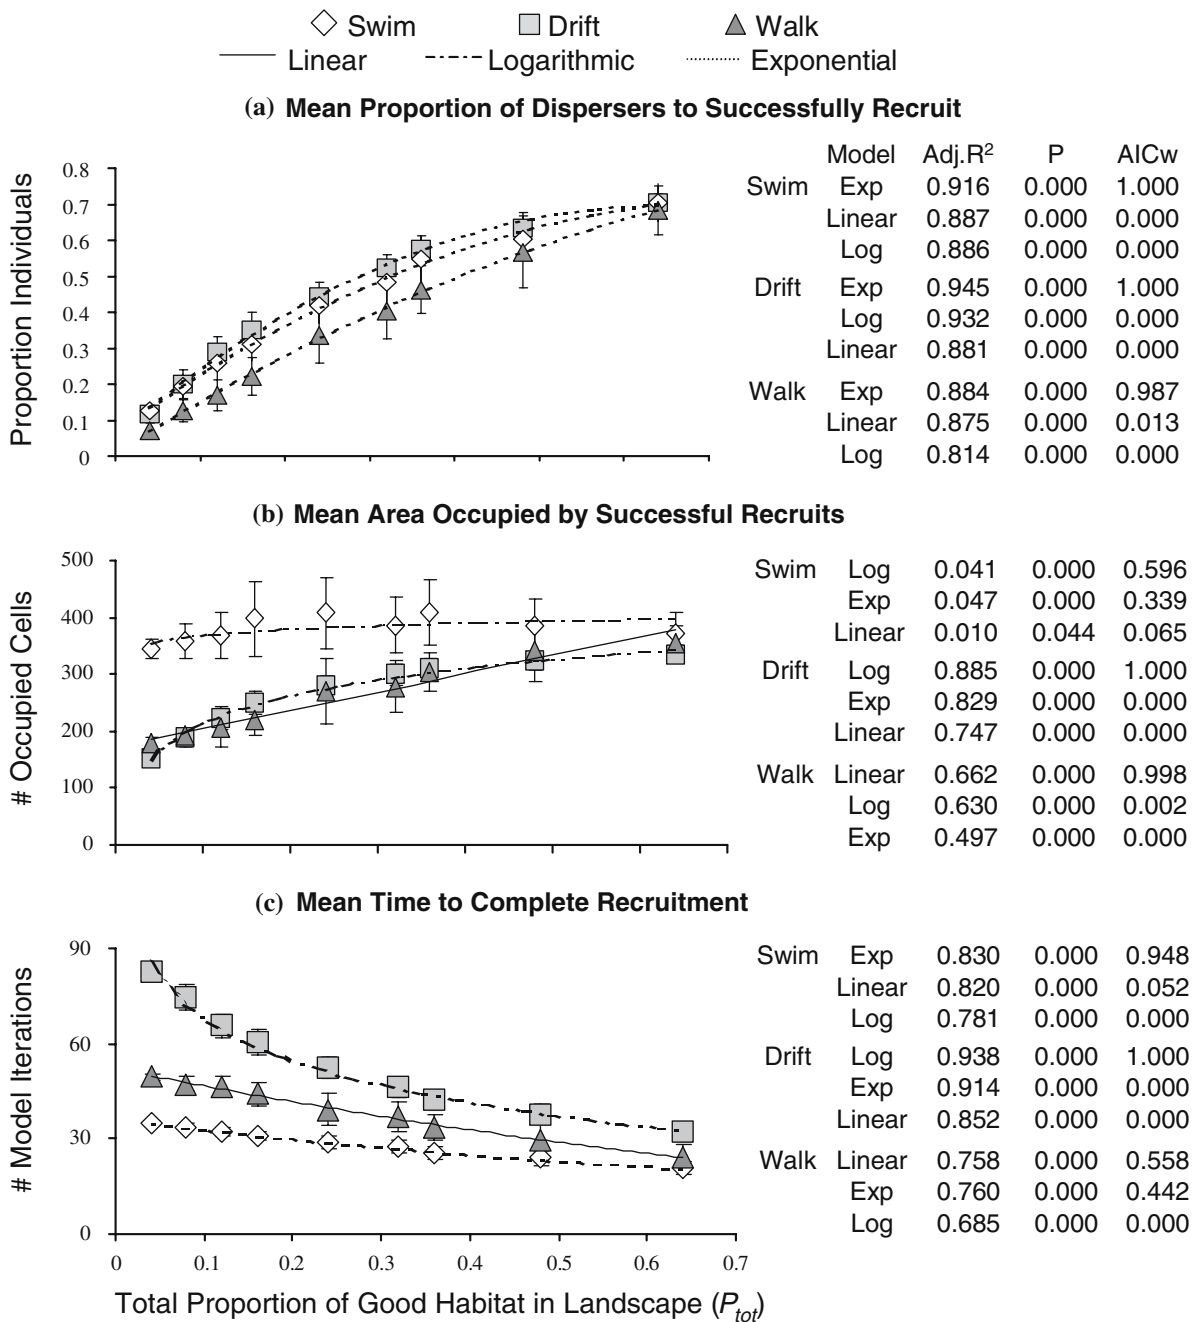 Swim Drift Walk
Linear Logarithmic Exponential
(a) Mean Proportion of Dispersers to Successfully Recruit
Proportion Individuals
0.8
0.7
0.6
0.5
0.4
0.3
0.2
0.1
0
Model Adj.R² P AICw
Swim Exp 0.916 0.000 1.000
Linear 0.887 0.000 0.000
Log 0.886 0.000 0.000
Drift Exp 0.945 0.000 1.000
Log 0.932 0.000 0.000
Linear 0.881 0.000 0.000
Walk Exp 0.884 0.000 0.987
Linear 0.875 0.000 0.013
Log 0.814 0.000 0.000
(b) Mean Area Occupied by Successful Recruits
# Occupied Cells
500
400
300
200
100
0
Swim Log 0.041 0.000 0.596
Exp 0.047 0.000 0.339
Linear 0.010 0.044 0.065
Drift Log 0.885 0.000 1.000
Exp 0.829 0.000 0.000
Linear 0.747 0.000 0.000
Walk Linear 0.662 0.000 0.998
Log 0.630 0.000 0.002
Exp 0.497 0.000 0.000
(c) Mean Time to Complete Recruitment
# Model Iterations
90
60
30
0
Swim Exp 0.830 0.000 0.948
Linear 0.820 0.000 0.052
Log 0.781 0.000 0.000
Drift Log 0.938 0.000 1.000
Exp 0.914 0.000 0.000
Linear 0.852 0.000 0.000
Walk Linear 0.758 0.000 0.558
Exp 0.760 0.000 0.442
Log 0.685 0.000 0.000
0 0.1 0.2 0.3 0.4 0.5 0.6 0.7
Total Proportion of Good Habitat in Landscape (P_tot)